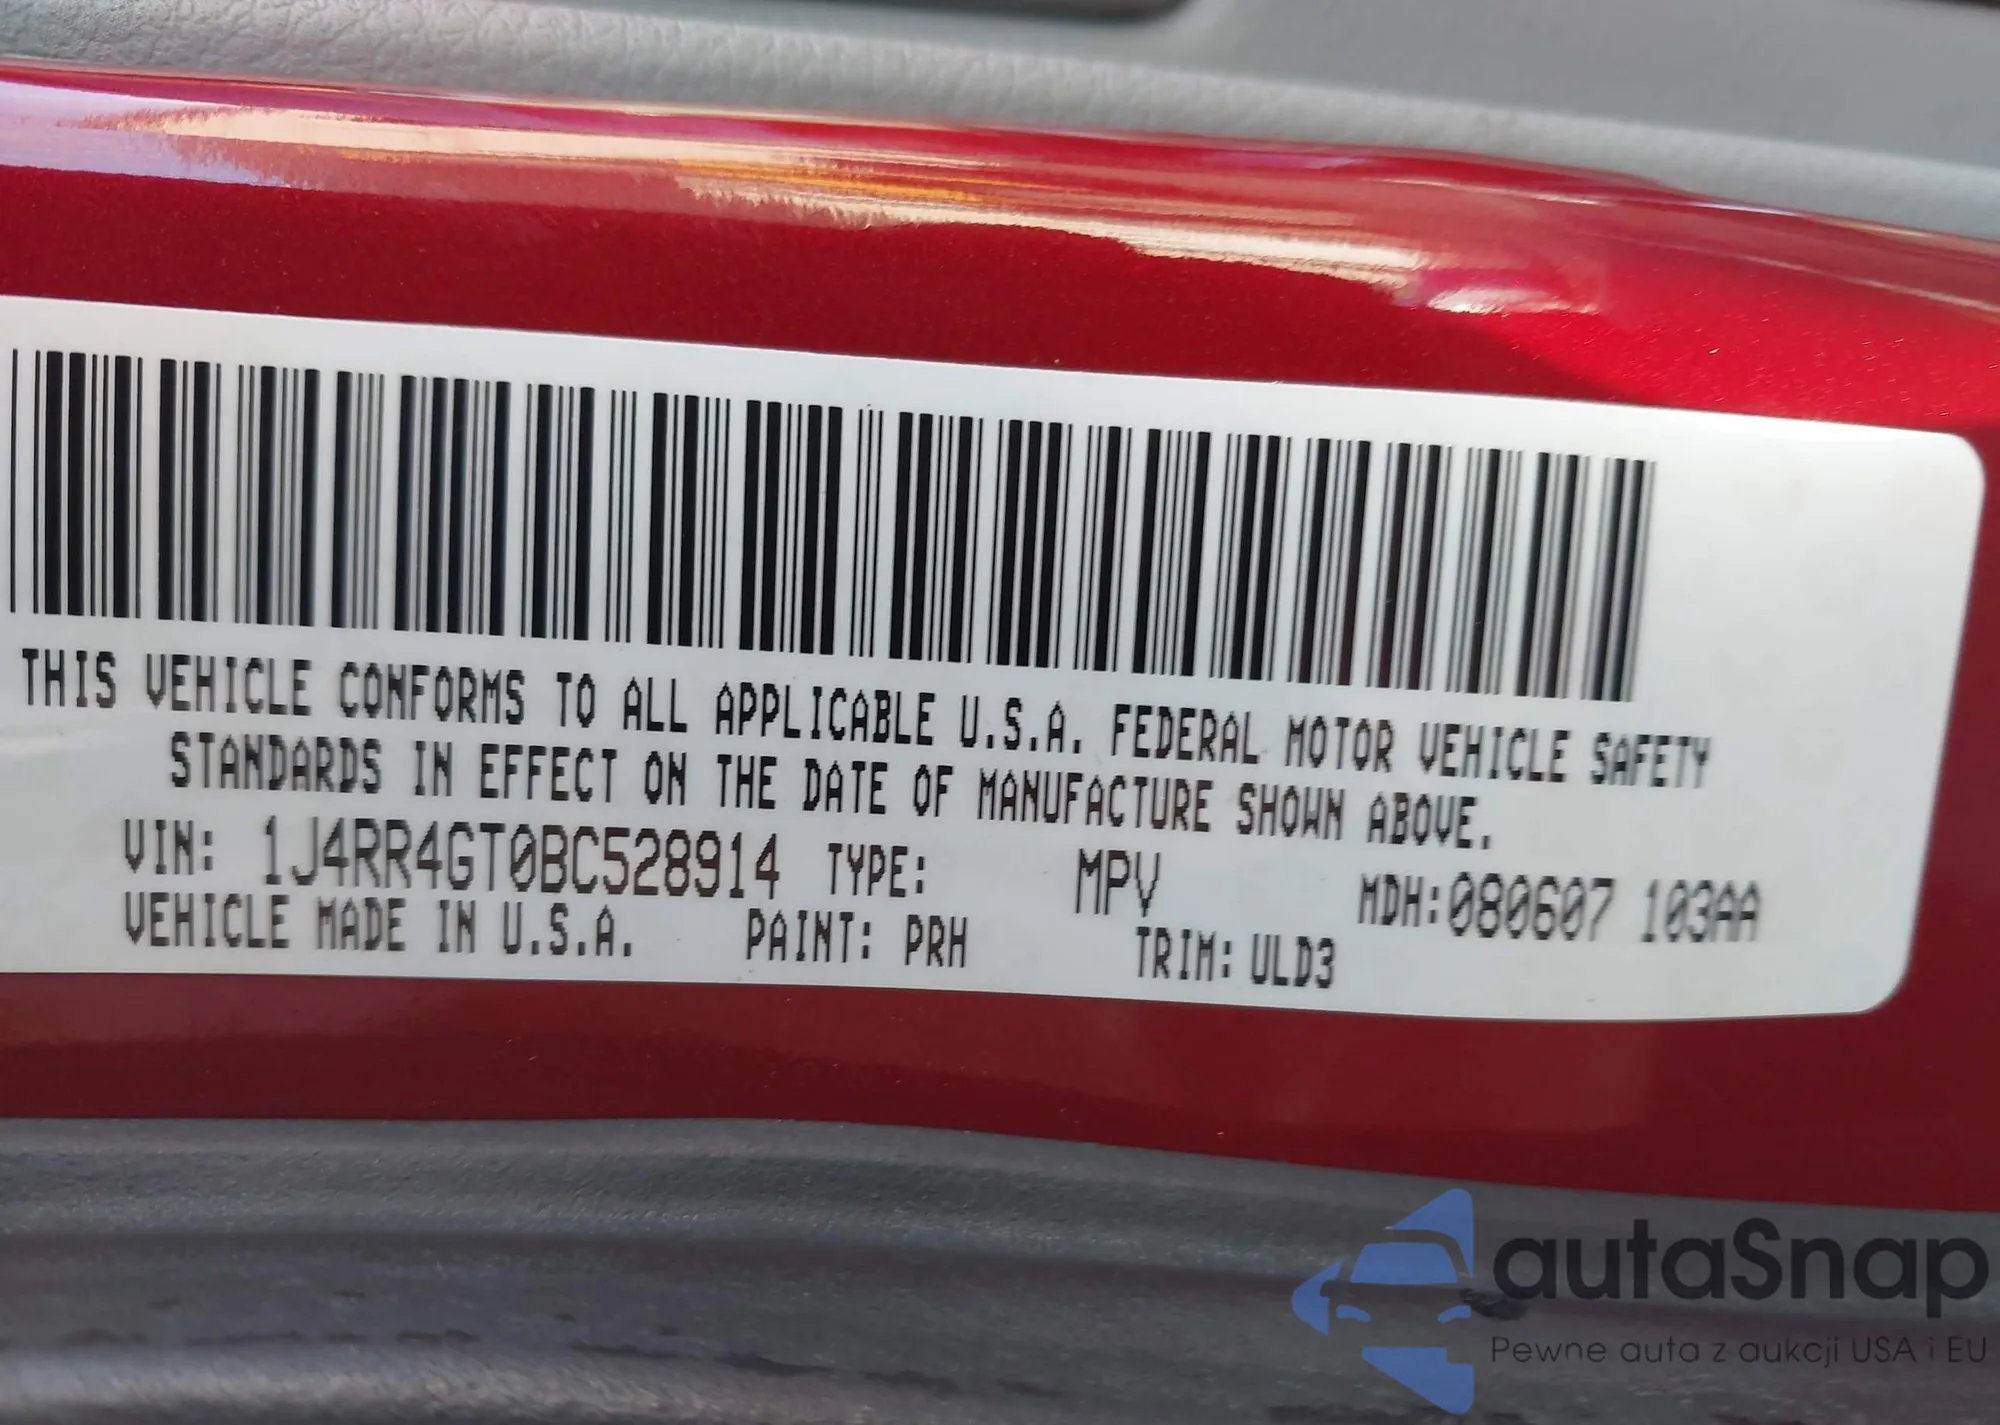 THIS VEHICLE CONFORMS TO ALL APPLICABLE U.S.A. FEDERAL MOTOR VEHICLE SAFETY
STANDARDS IN EFFECT ON THE DATE OF MANUFACTURE SHOWN ABOVE.
VIN: 1J4RR4GT0BC528914 TYPE: MPV MDH:080607 103AA
VEHICLE MADE IN U.S.A. PAINT: PRH TRIM: ULD3
autaSnap
Pewne auta z aukcji USA i EU